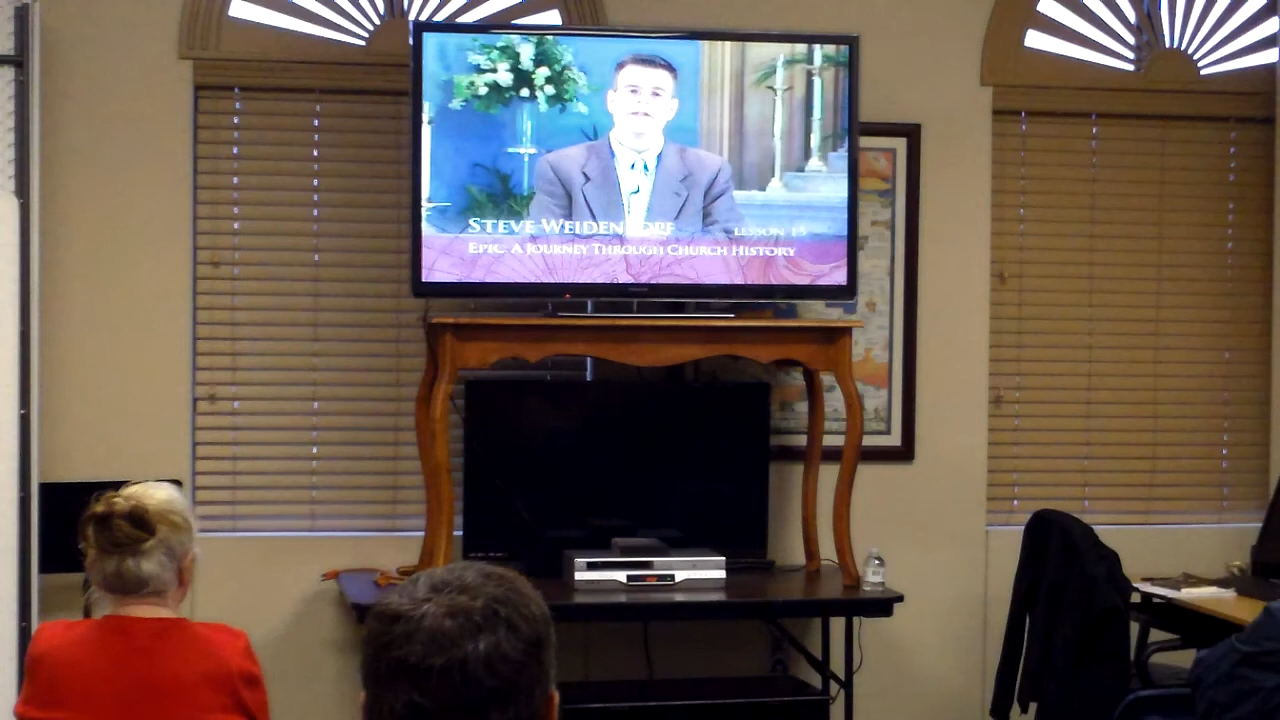 STEVE WEIDENKOPF
LESSON 15
EPIC: A JOURNEY THROUGH CHURCH HISTORY